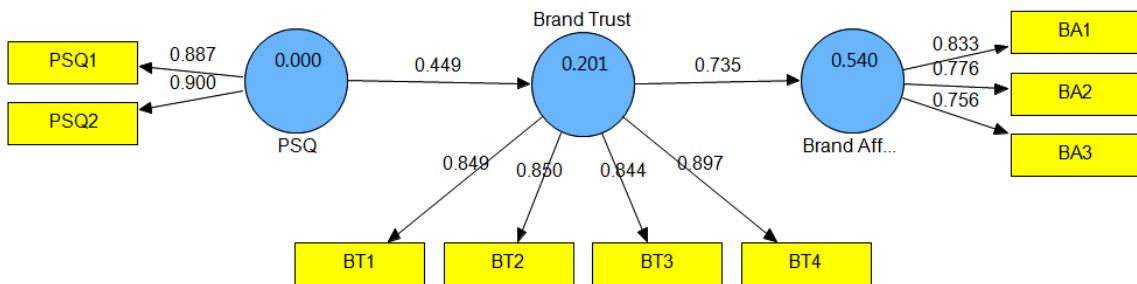 Brand Trust
BA1
PSQ1
0.887
0.000
0.449
0.201
0.735
0.540
0.833
0.776
BA2
0.900
0.756
PSQ2
PSQ
Brand Aff...
BA3
0.849
0.850
0.844
0.897
BT1
BT2
BT3
BT4